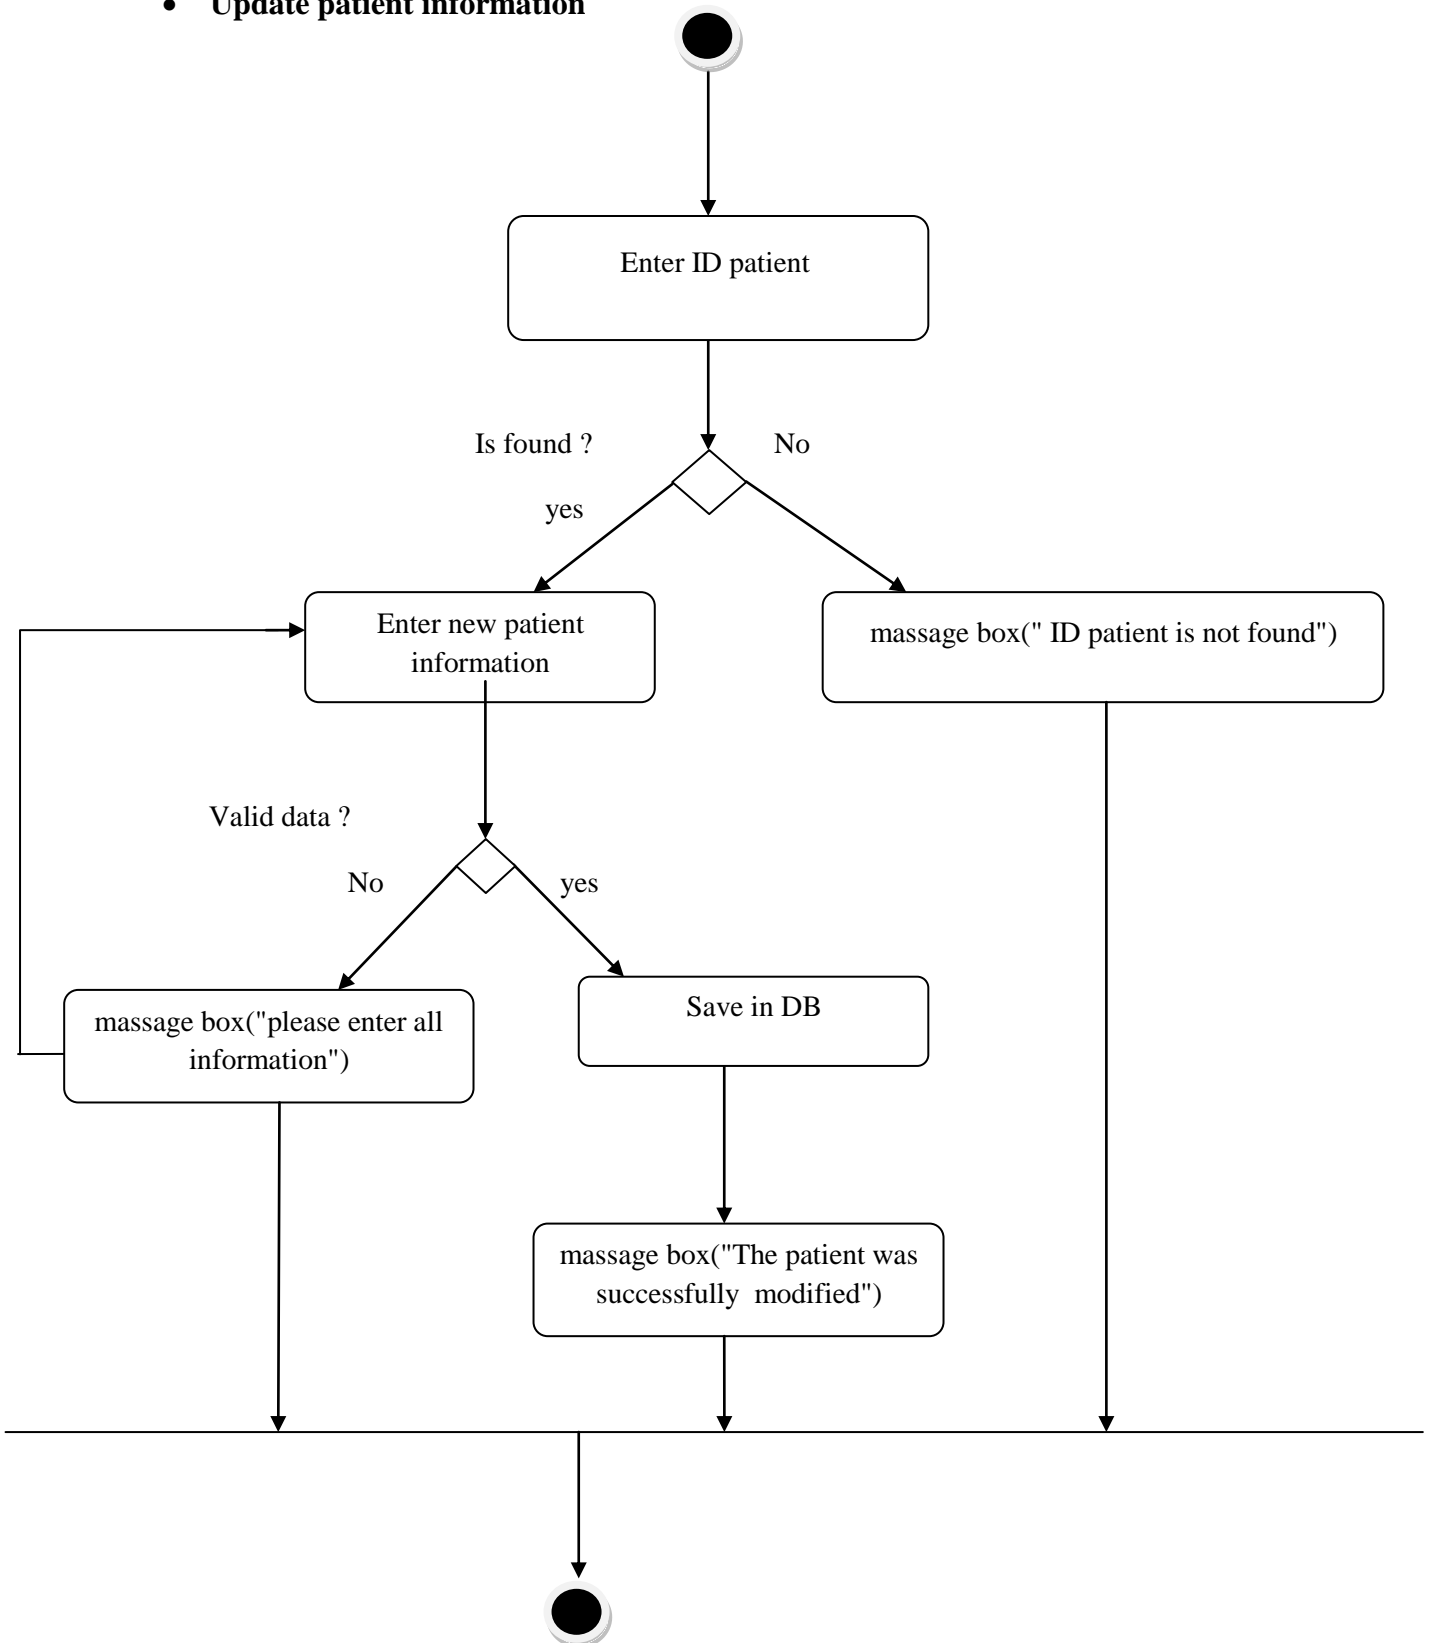 • Update patient information
Enter ID patient
Is found ?
No
yes
Enter new patient
information
massage box(" ID patient is not found")
Valid data ?
No
yes
massage box("please enter all
information")
Save in DB
massage box("The patient was
successfully  modified")